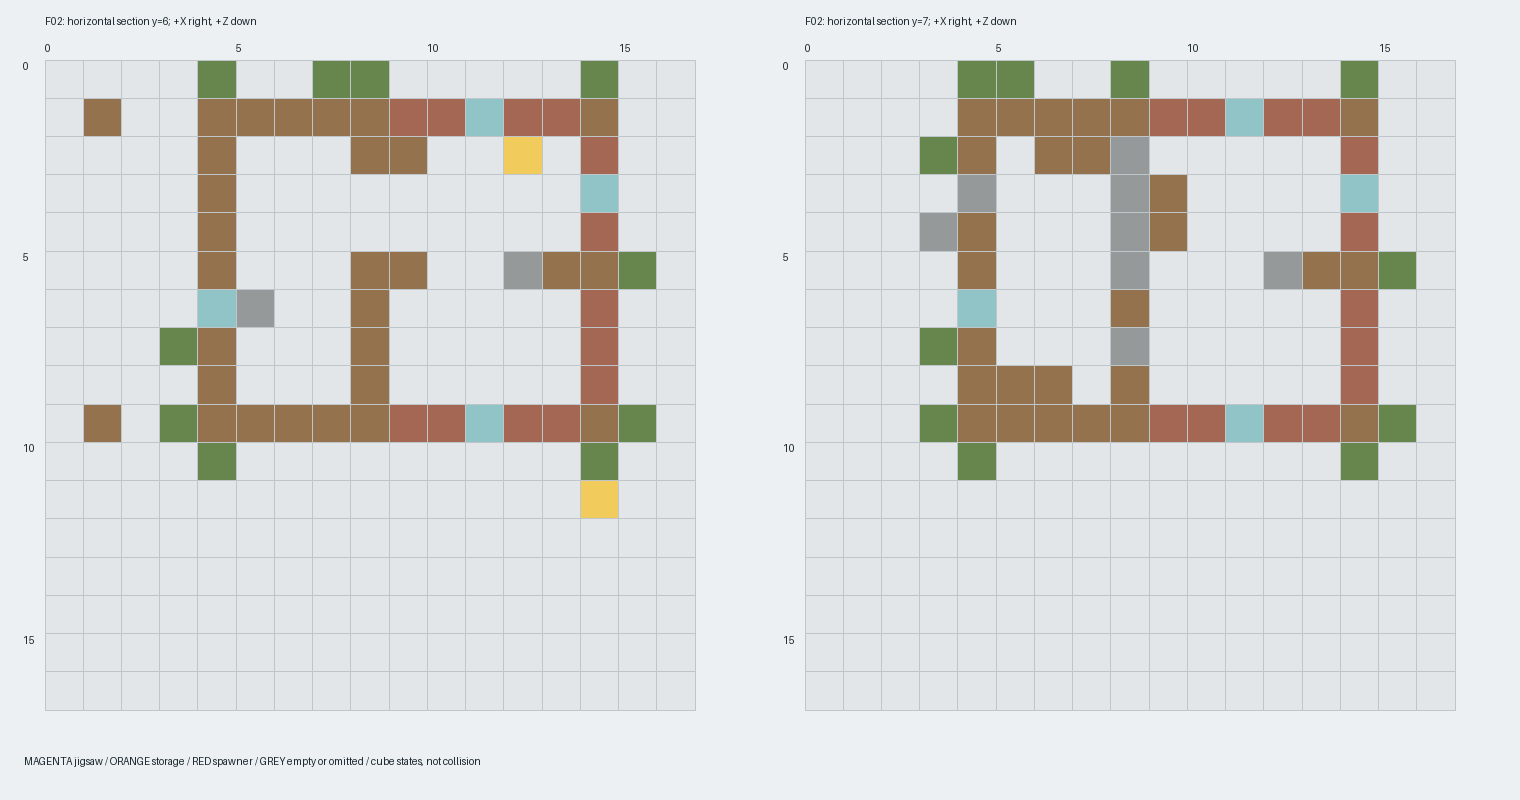 F02: horizontal section y=6; +X right, +Z down
F02: horizontal section y=7; +X right, +Z down
0 5 10 15
0 5 10 15
0
0
5
5
10
10
15
15
MAGENTA jigsaw / ORANGE storage / RED spawner / GREY empty or omitted / cube states, not collision